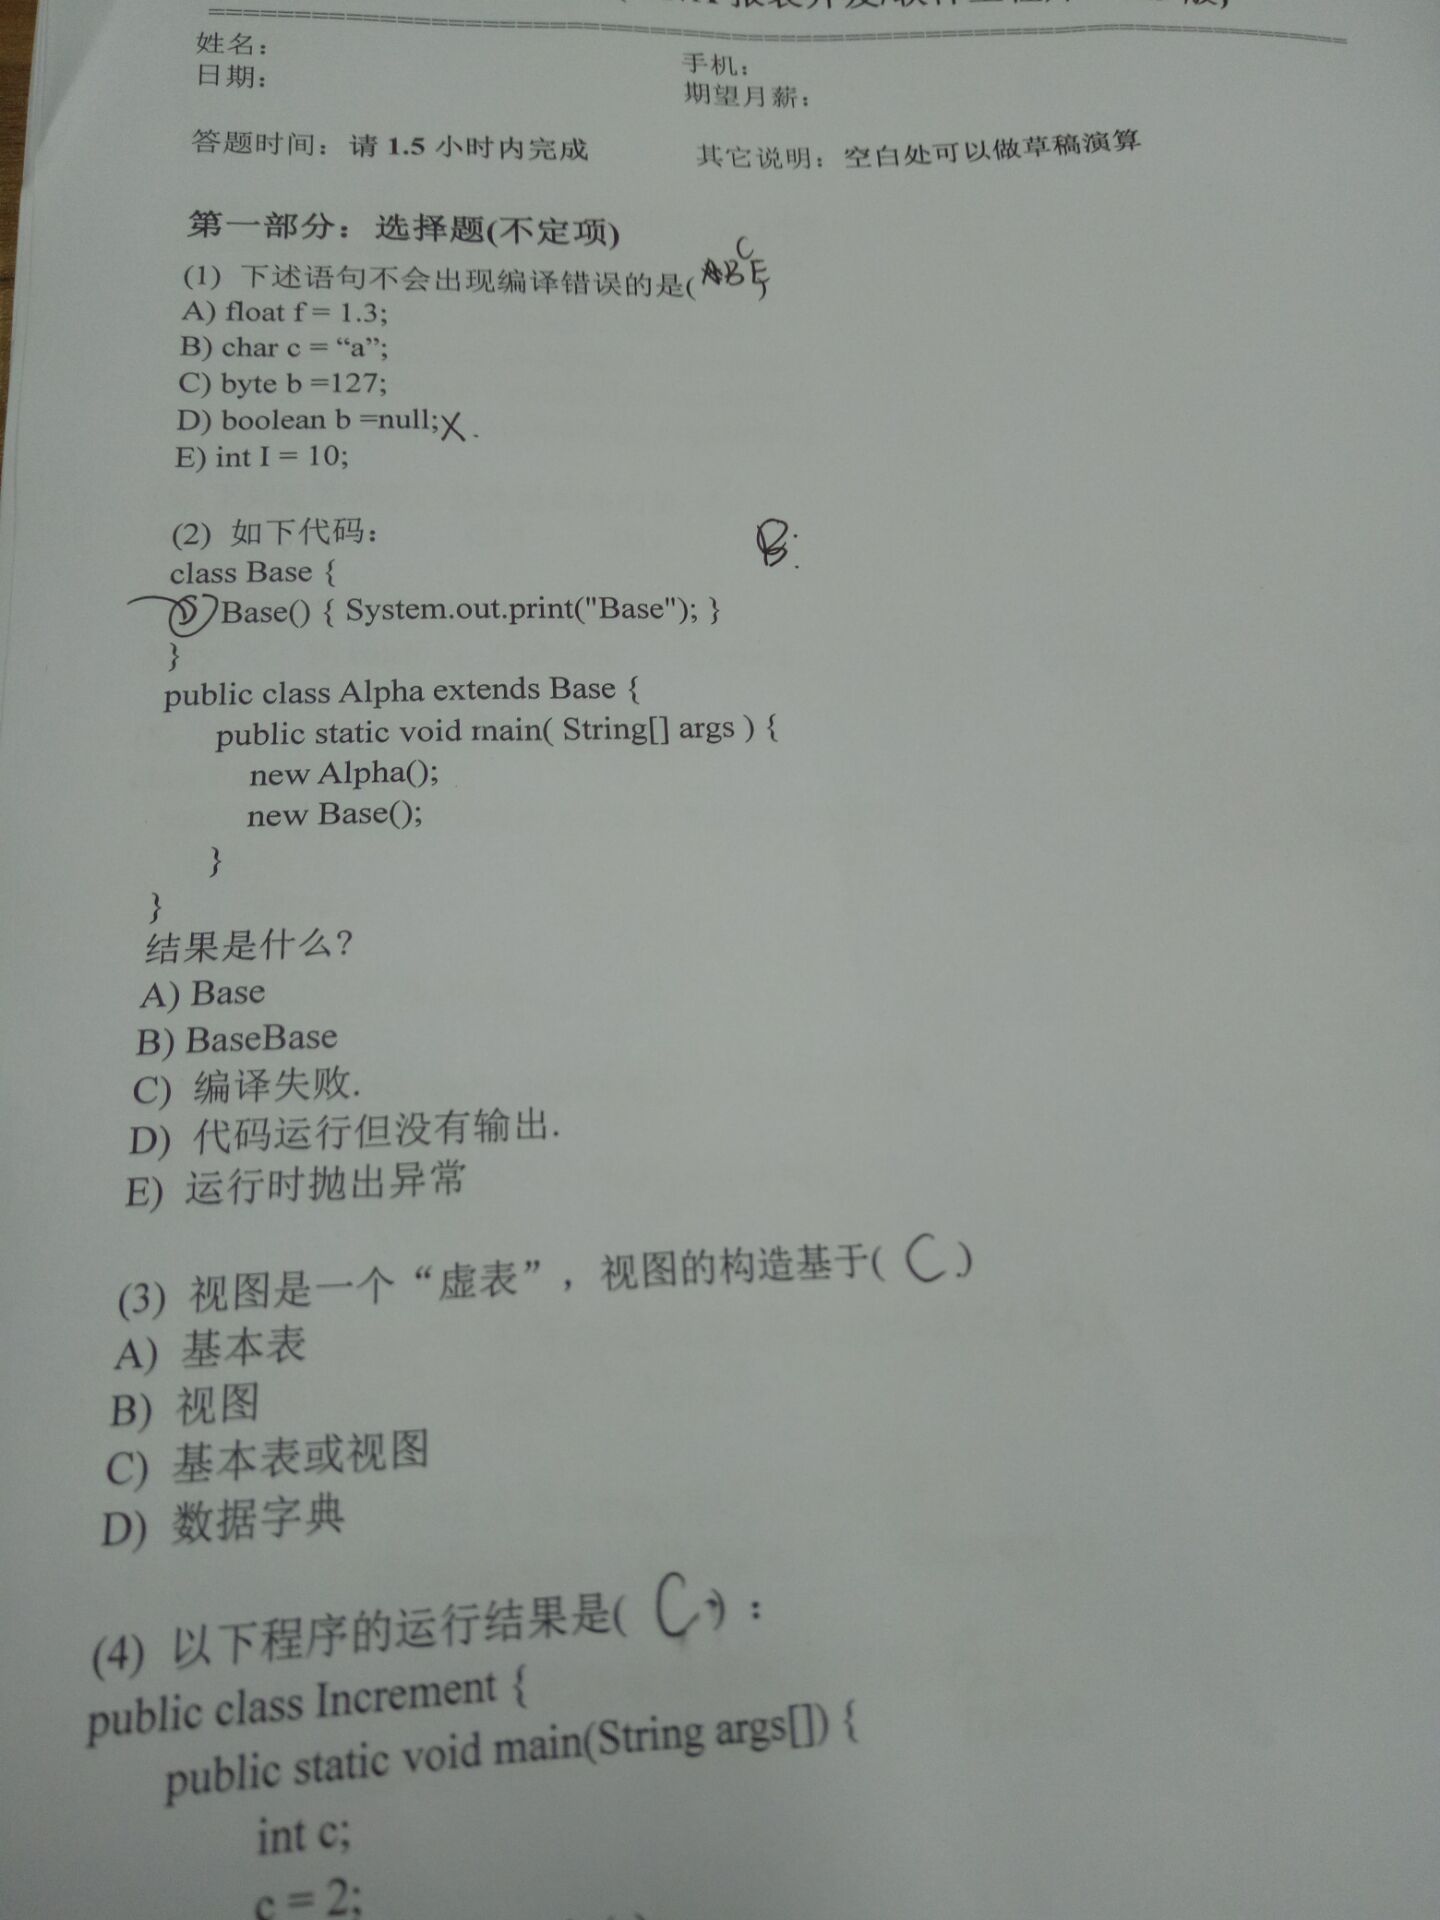 姓名：
手机：
日期：
期望月薪：
答题时间：请 1.5 小时内完成
其它说明：空白处可以做草稿演算
第一部分：选择题(不定项)
(1) 下述语句不会出现编译错误的是( ABCE )
A) float f = 1.3;
B) char c = “a”;
C) byte b =127;
D) boolean b =null; X.
E) int I = 10;
(2) 如下代码： B.
class Base {
Base() { System.out.print("Base"); }
}
public class Alpha extends Base {
public static void main( String[] args ) {
new Alpha();
new Base();
}
}
结果是什么?
A) Base
B) BaseBase
C) 编译失败.
D) 代码运行但没有输出.
E) 运行时抛出异常
(3) 视图是一个“虚表”，视图的构造基于( C )
A) 基本表
B) 视图
C) 基本表或视图
D) 数据字典
(4) 以下程序的运行结果是( C )：
public class Increment {
public static void main(String args[]) {
int c;
c = 2;